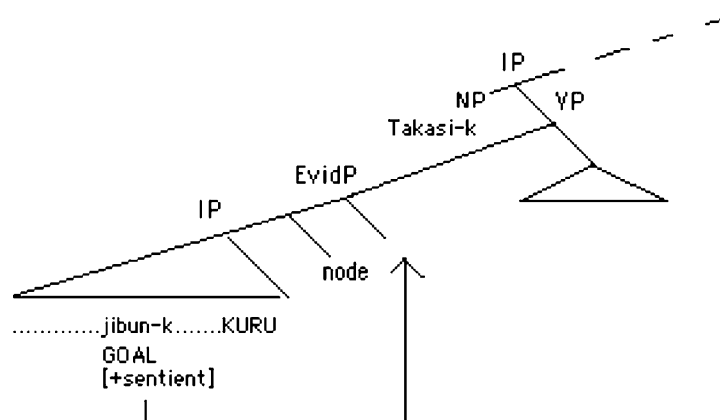 IP
NP
VP
Takasi-k
EvidP
IP
node
.............jibun-k.......KURU
GOAL
[+sentient]